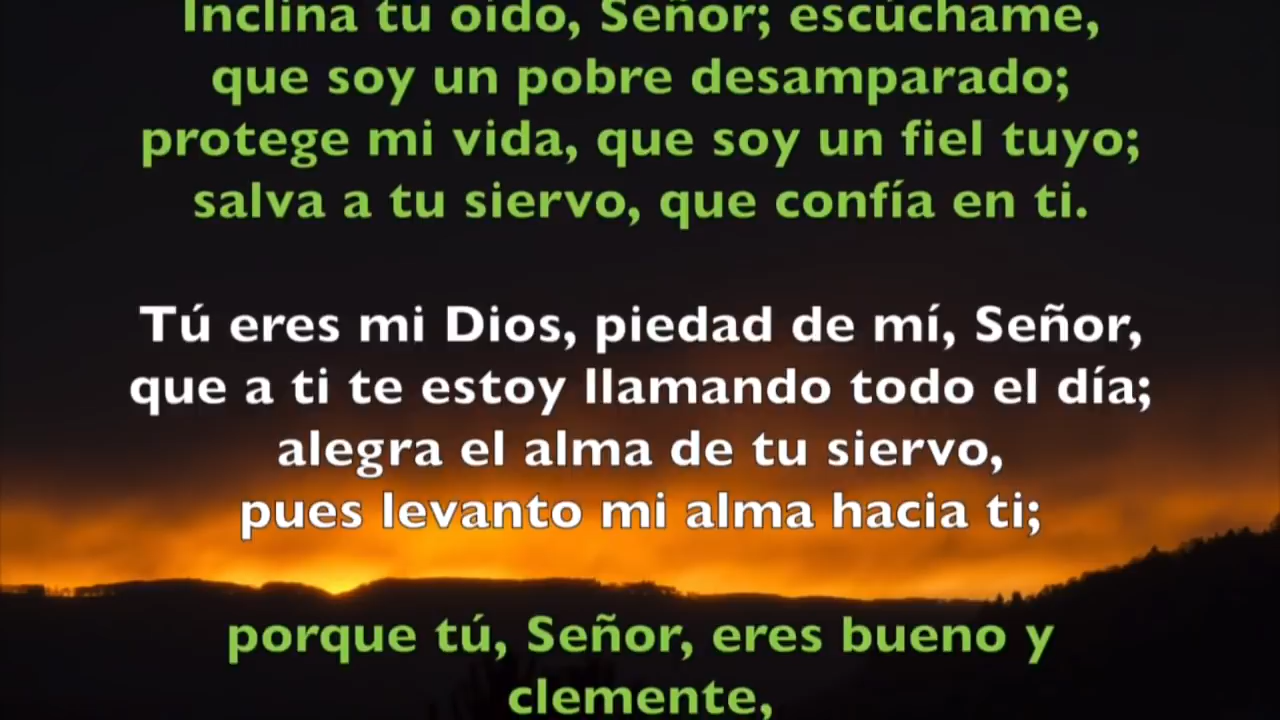 Inclina tu oído, Señor; escúchame,
que soy un pobre desamparado;
protege mi vida, que soy un fiel tuyo;
salva a tu siervo, que confía en ti.
Tú eres mi Dios, piedad de mí, Señor,
que a ti te estoy llamando todo el día;
alegra el alma de tu siervo,
pues levanto mi alma hacia ti;
porque tú, Señor, eres bueno y
clemente,